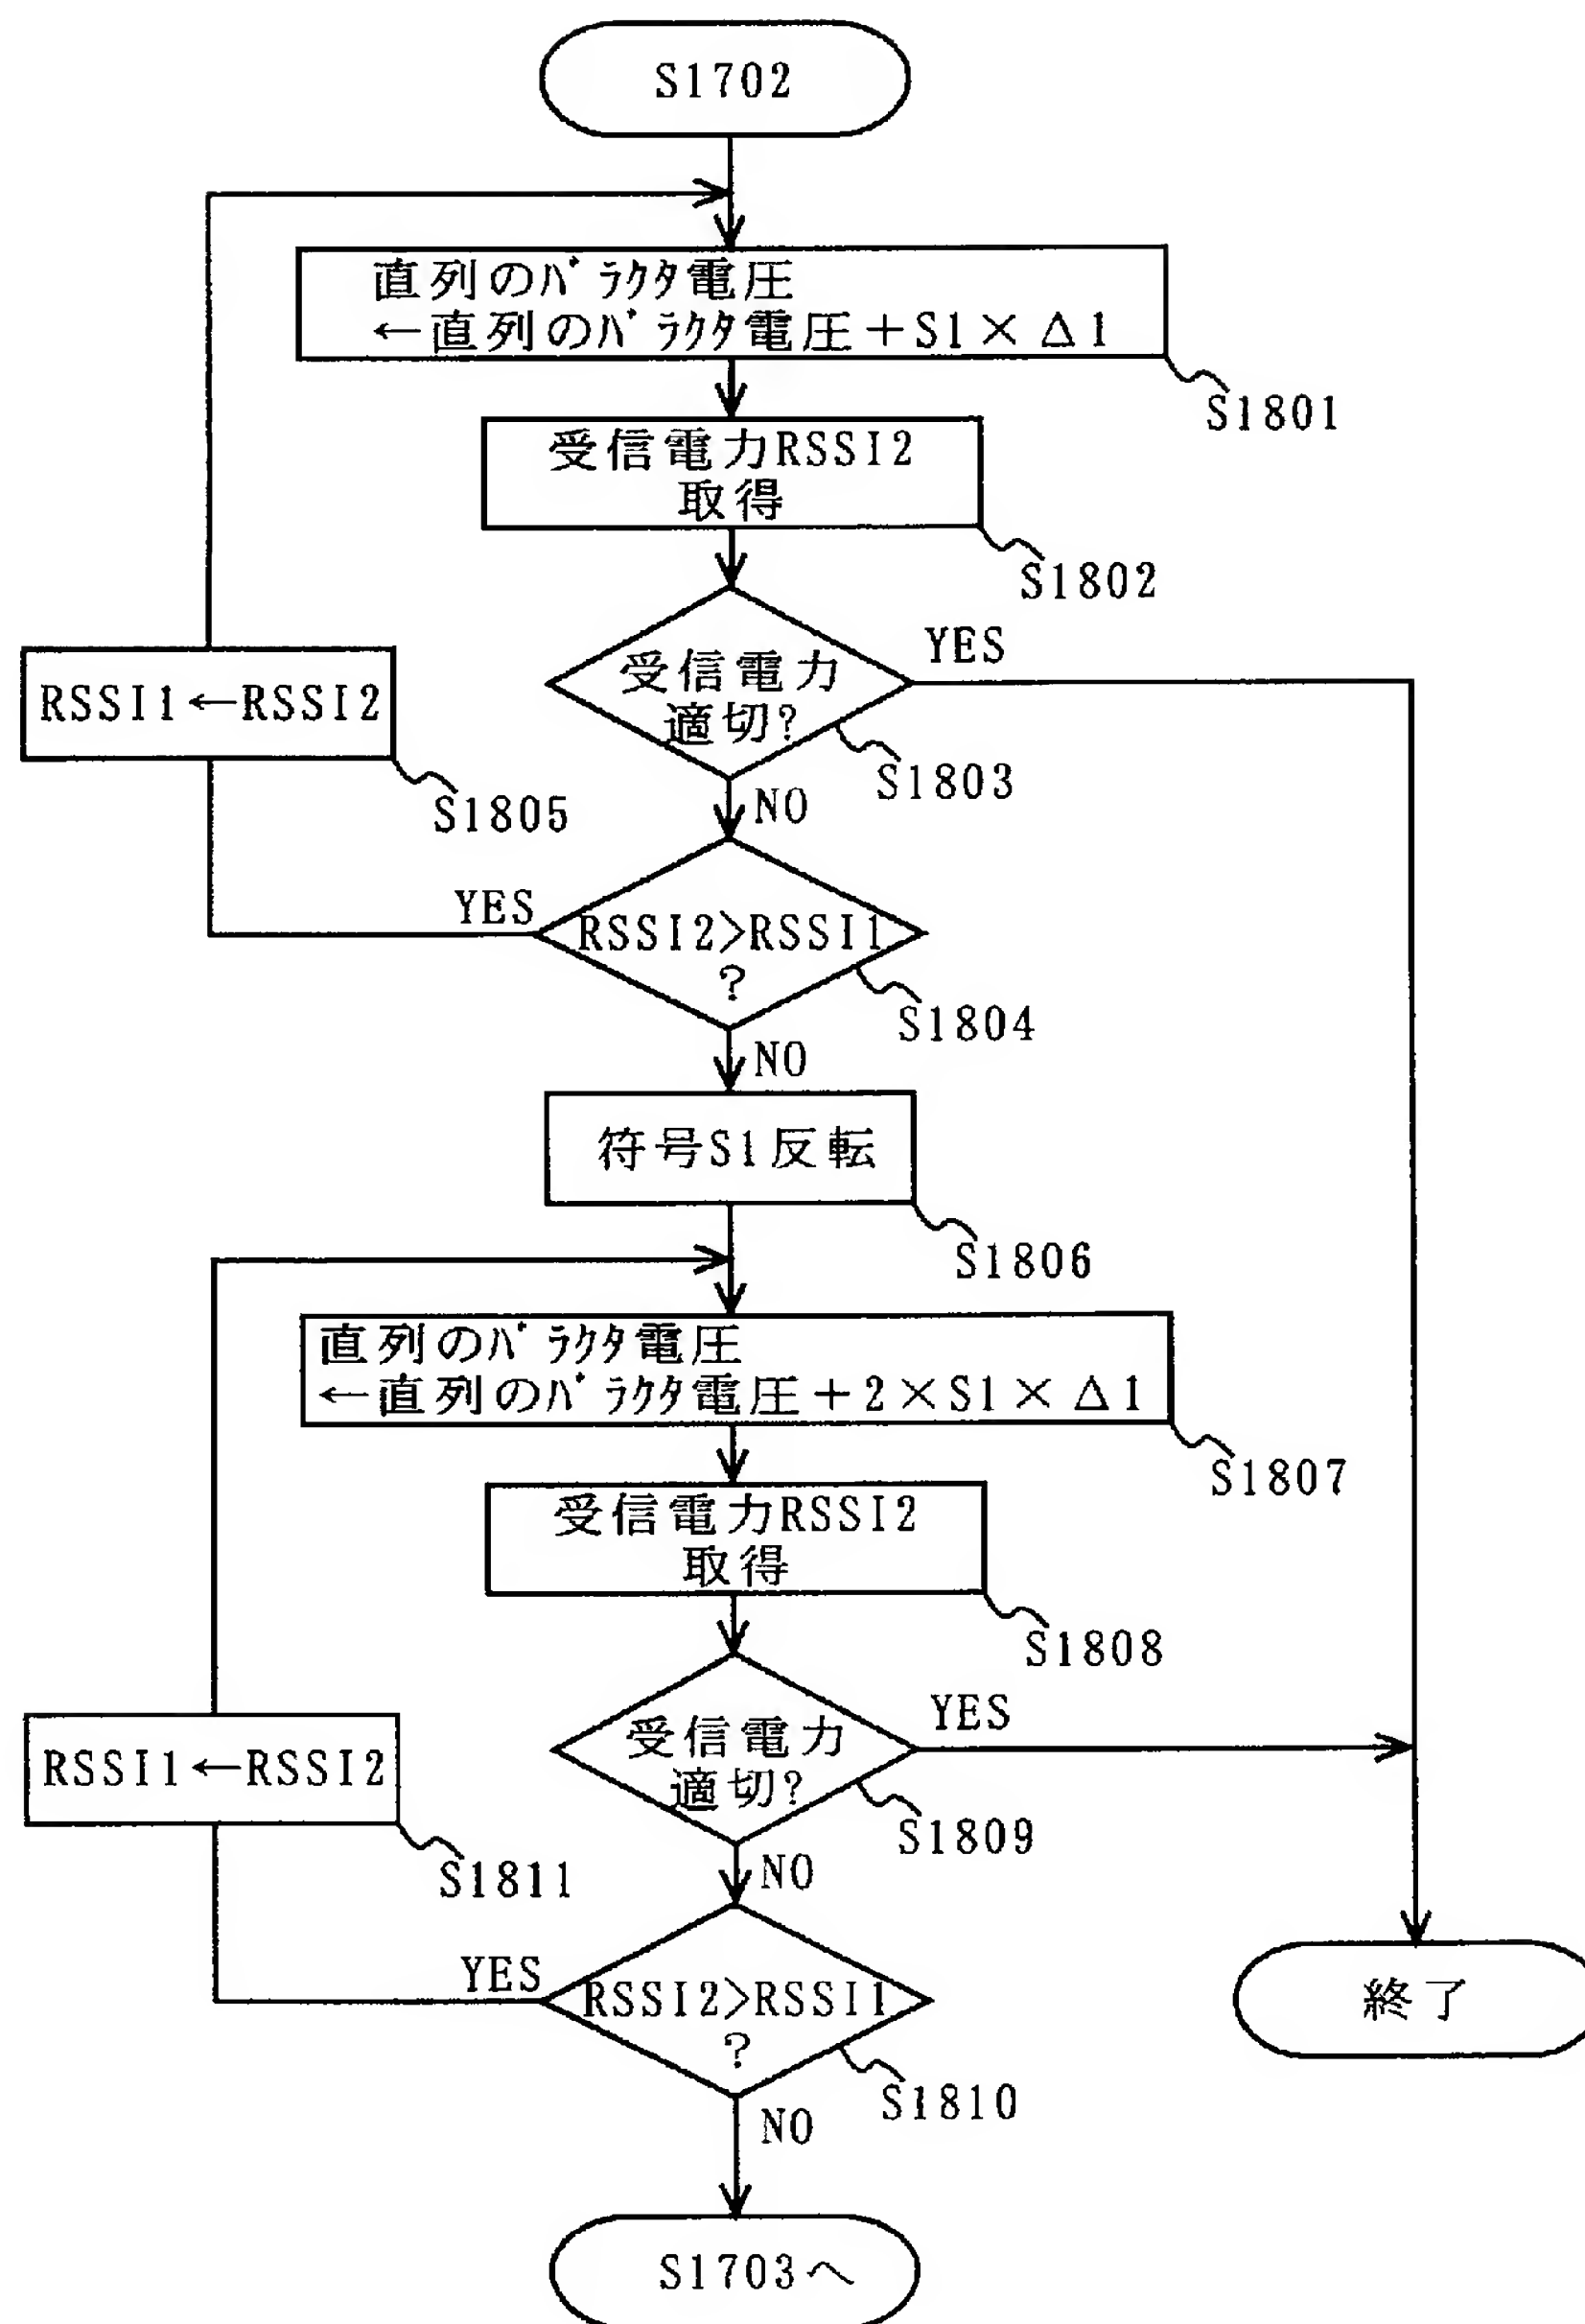 S1702
直列のﾊﾞﾗｸﾀ電圧
←直列のﾊﾞﾗｸﾀ電圧＋S1×Δ1
S1801
受信電力RSSI2
取得
S1802
受信電力
適切?
YES
S1803
NO
RSSI1←RSSI2
S1805
RSSI2>RSSI1
?
YES
S1804
NO
符号S1反転
S1806
直列のﾊﾞﾗｸﾀ電圧
←直列のﾊﾞﾗｸﾀ電圧＋2×S1×Δ1
S1807
受信電力RSSI2
取得
S1808
受信電力
適切?
YES
S1809
NO
RSSI1←RSSI2
S1811
RSSI2>RSSI1
?
YES
S1810
NO
終了
S1703へ